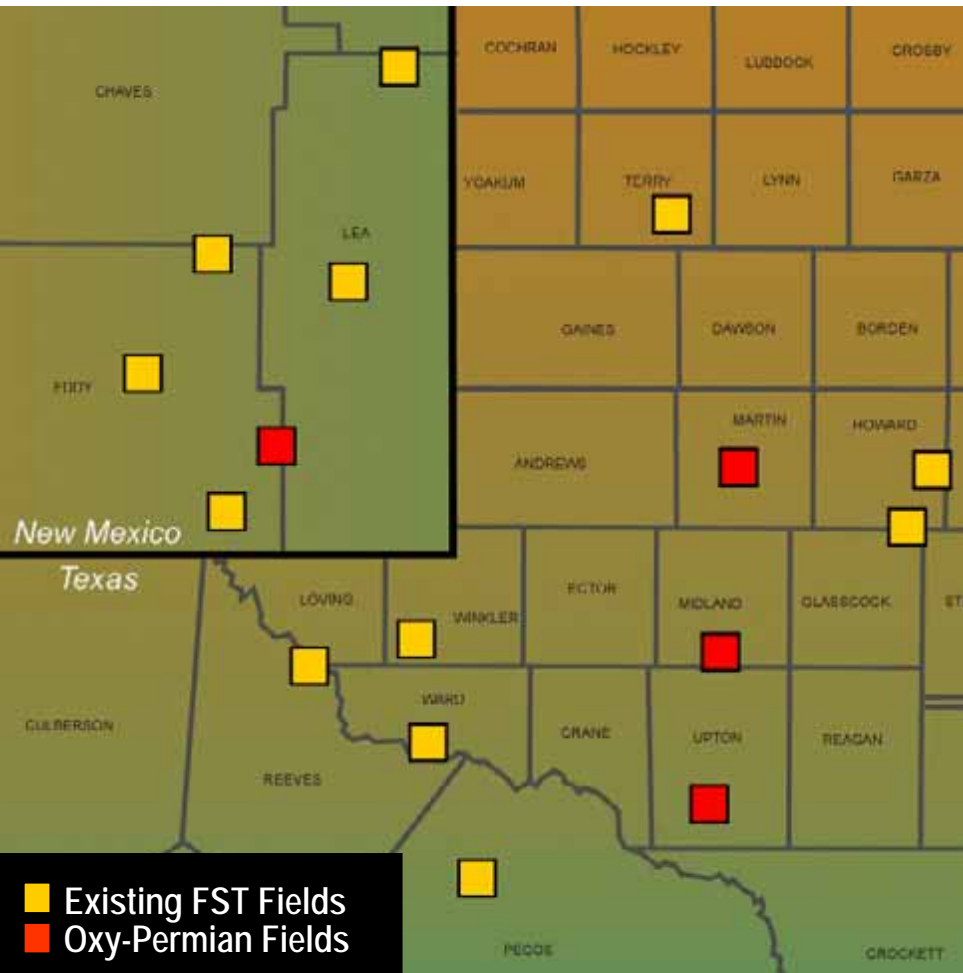 COCHRAN HOCKLEY LUBBOCK CROSBY
CHAVES
YOAKUM TERRY LYNN GARZA
LEA
GAINES DAWSON BORDEN
EDDY
MARTIN HOWARD
ANDREWS
New Mexico
Texas
LOVING WINKLER ECTOR MIDLAND GLASSCOCK ST
CULBERSON WARD CRANE UPTON REAGAN
REEVES
Existing FST Fields
Oxy-Permian Fields
PECOS CROCKETT